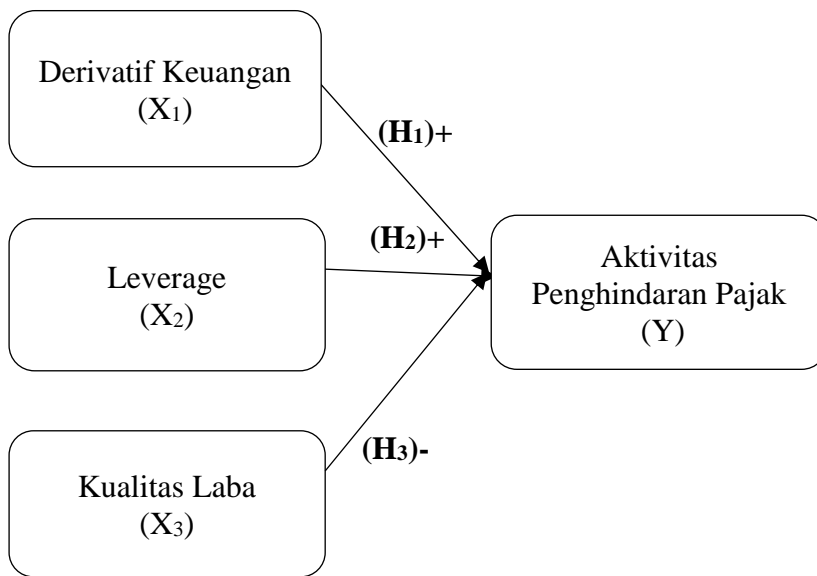 Derivatif Keuangan
(X₁)
(H₁)+
Leverage
(X₂)
(H₂)+
Aktivitas
Penghindaran Pajak
(Y)
Kualitas Laba
(X₃)
(H₃)-